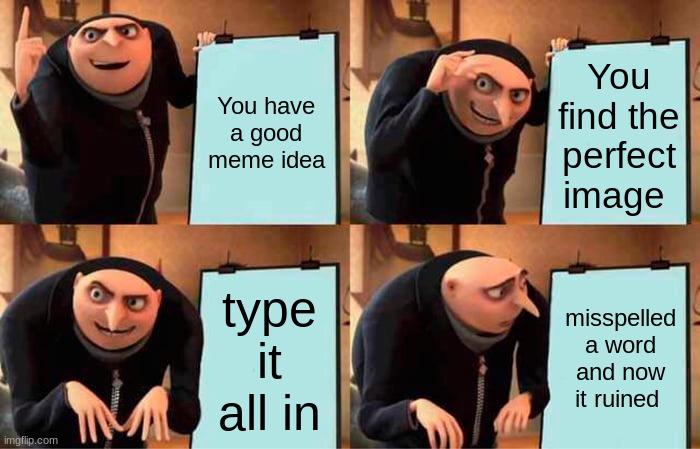 You have
a good
meme idea
You
find the
perfect
image
type
it
all in
misspelled
a word
and now
it ruined
imgflip.com